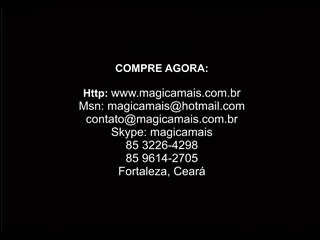 COMPRE AGORA:
Http: www.magicamais.com.br
Msn: magicamais@hotmail.com
contato@magicamais.com.br
Skype: magicamais
85 3226-4298
85 9614-2705
Fortaleza, Ceará